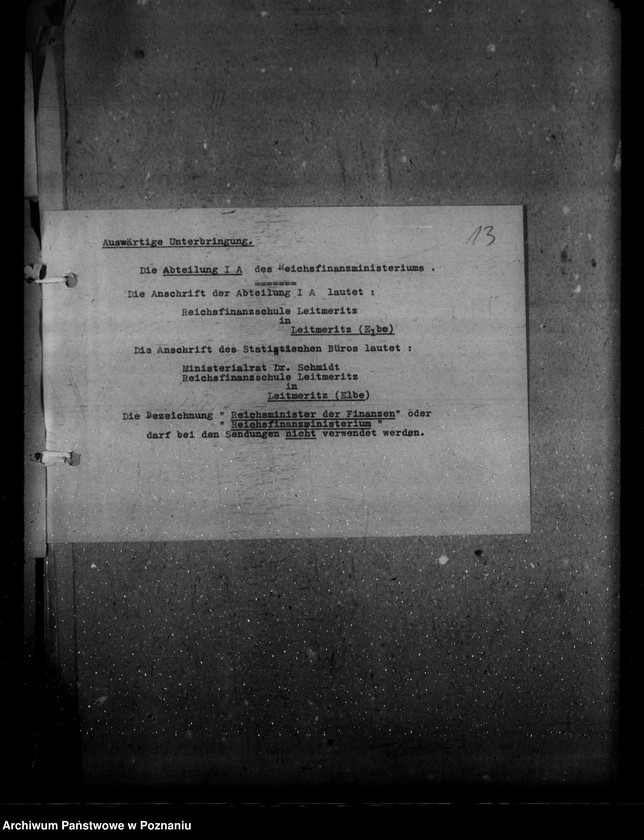 13
Auswärtige Unterbringung.
Die Abteilung I A des Reichsfinanzministeriums .
=======
Die Anschrift der Abteilung I A lautet :
Reichsfinanzschule Leitmeritz
in
Leitmeritz (Elbe)
Die Anschrift des Statistischen Büros lautet :
Ministerialrat Dr. Schmidt
Reichsfinanzschule Leitmeritz
in
Leitmeritz (Elbe)
Die Bezeichnung " Reichsminister der Finanzen" oder
" Reichsfinanzministerium "
darf bei den Sendungen nicht verwendet werden.
Archiwum Państwowe w Poznaniu